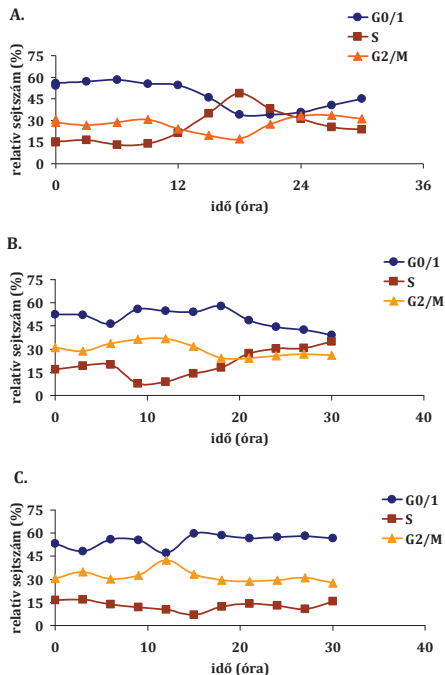 A.
G0/1
S
G2/M
relatív sejtszám (%)
75
60
45
30
15
0
0 12 24 36
idő (óra)
B.
G0/1
S
G2/M
relatív sejtszám (%)
75
60
45
30
15
0
0 10 20 30 40
idő (óra)
C.
G0/1
S
G2/M
relatív sejtszám (%)
75
60
45
30
15
0
0 10 20 30 40
idő (óra)